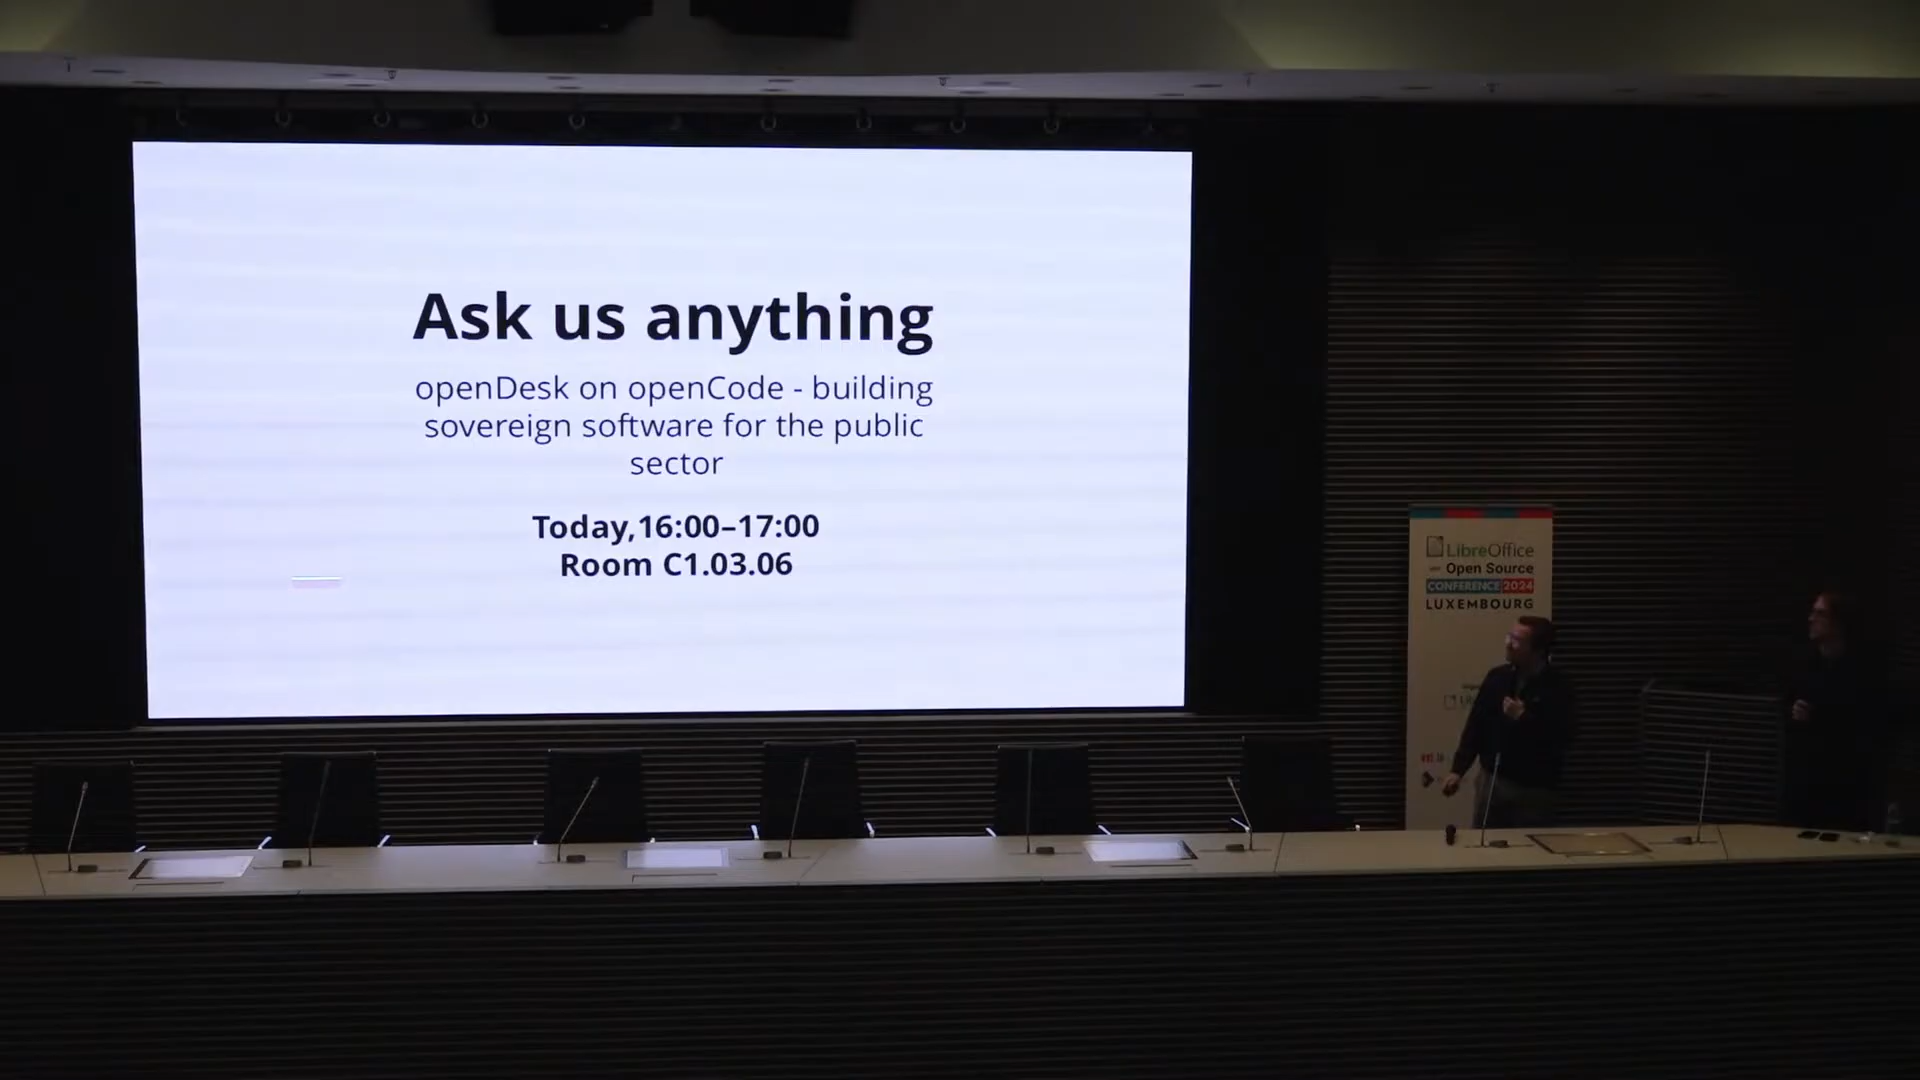 Ask us anything
openDesk on openCode - building
sovereign software for the public
sector
Today,16:00–17:00
Room C1.03.06
LibreOffice
Open Source
CONFERENCE 2024
LUXEMBOURG